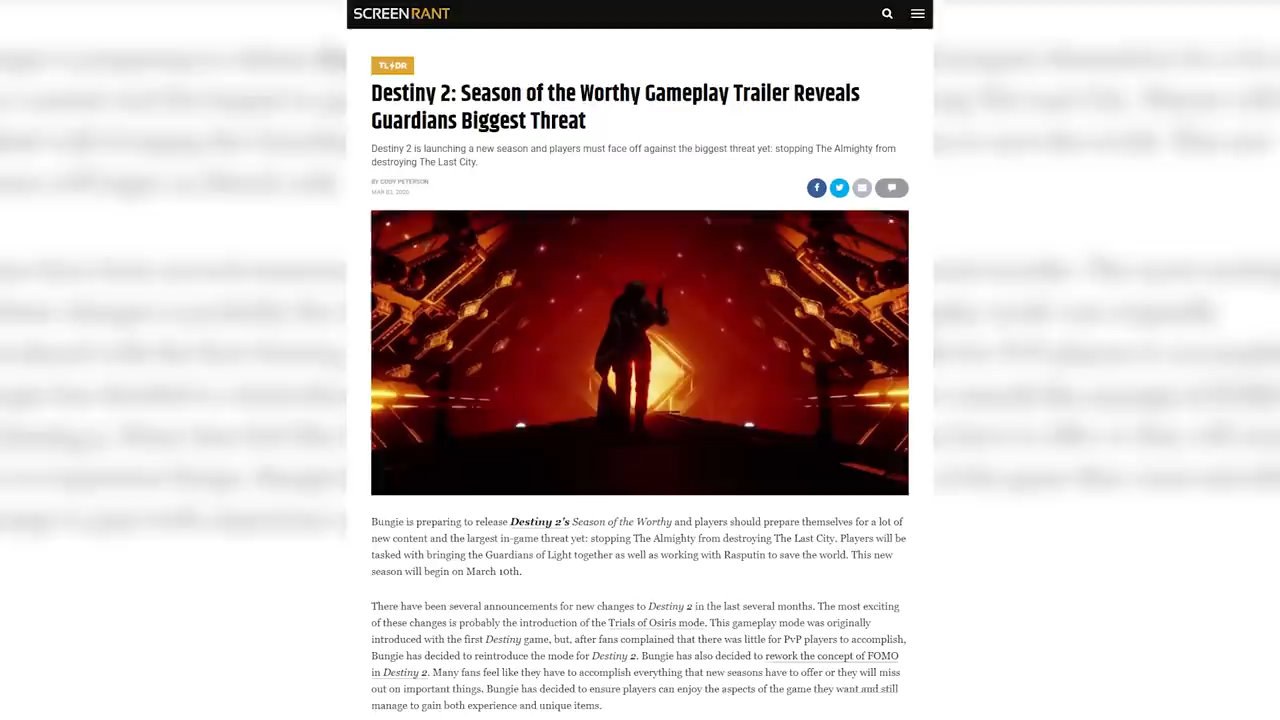 SCREENRANT
TL DR
Destiny 2: Season of the Worthy Gameplay Trailer Reveals
Guardians Biggest Threat
Destiny 2 is launching a new season and players must face off against the biggest threat yet: stopping The Almighty from
destroying The Last City.
BY CODY PETERSON
MAR 2020
Bungie is preparing to release Destiny 2's Season of the Worthy and players should prepare themselves for a lot of
new content and the largest in-game threat yet: stopping The Almighty from destroying The Last City. Players will be
tasked with bringing the Guardians of Light together as well as working with Rasputin to save the world. This new
season will begin on March 10th.
There have been several announcements for new changes to Destiny 2 in the last several months. The most exciting
of these changes is probably the introduction of the Trials of Osiris mode. This gameplay mode was originally
introduced with the first Destiny game, but, after fans complained that there was little for PvP players to accomplish,
Bungie has decided to reintroduce the mode for Destiny 2. Bungie has also decided to rework the concept of FOMO
in Destiny 2. Many fans feel like they have to accomplish everything that new seasons have to offer or they will miss
out on important things. Bungie has decided to ensure players can enjoy the aspects of the game they want and still
manage to gain both experience and unique items.